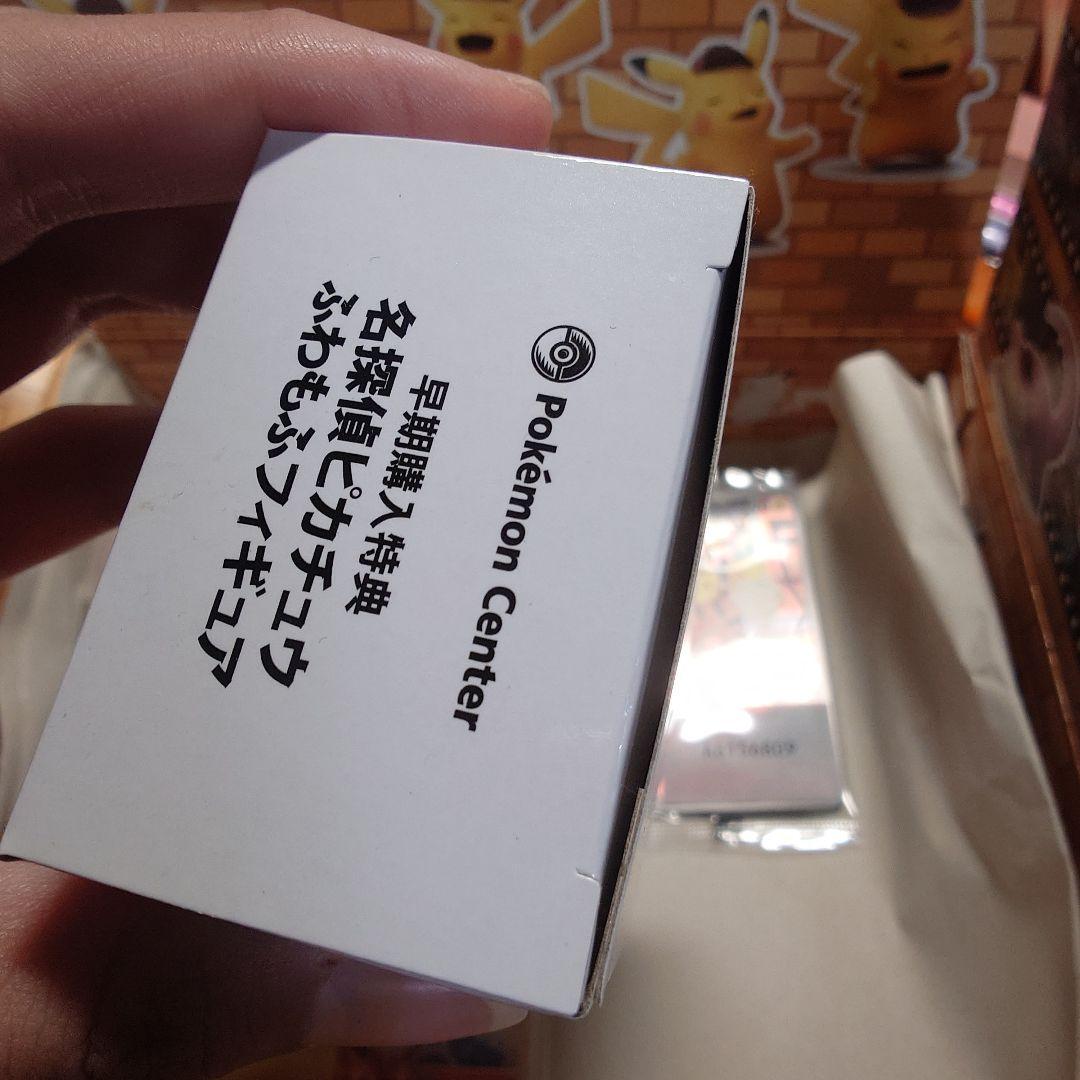 Pokémon Center
早期購入特典
名探偵ピカチュウ
ふわもふフィギュア